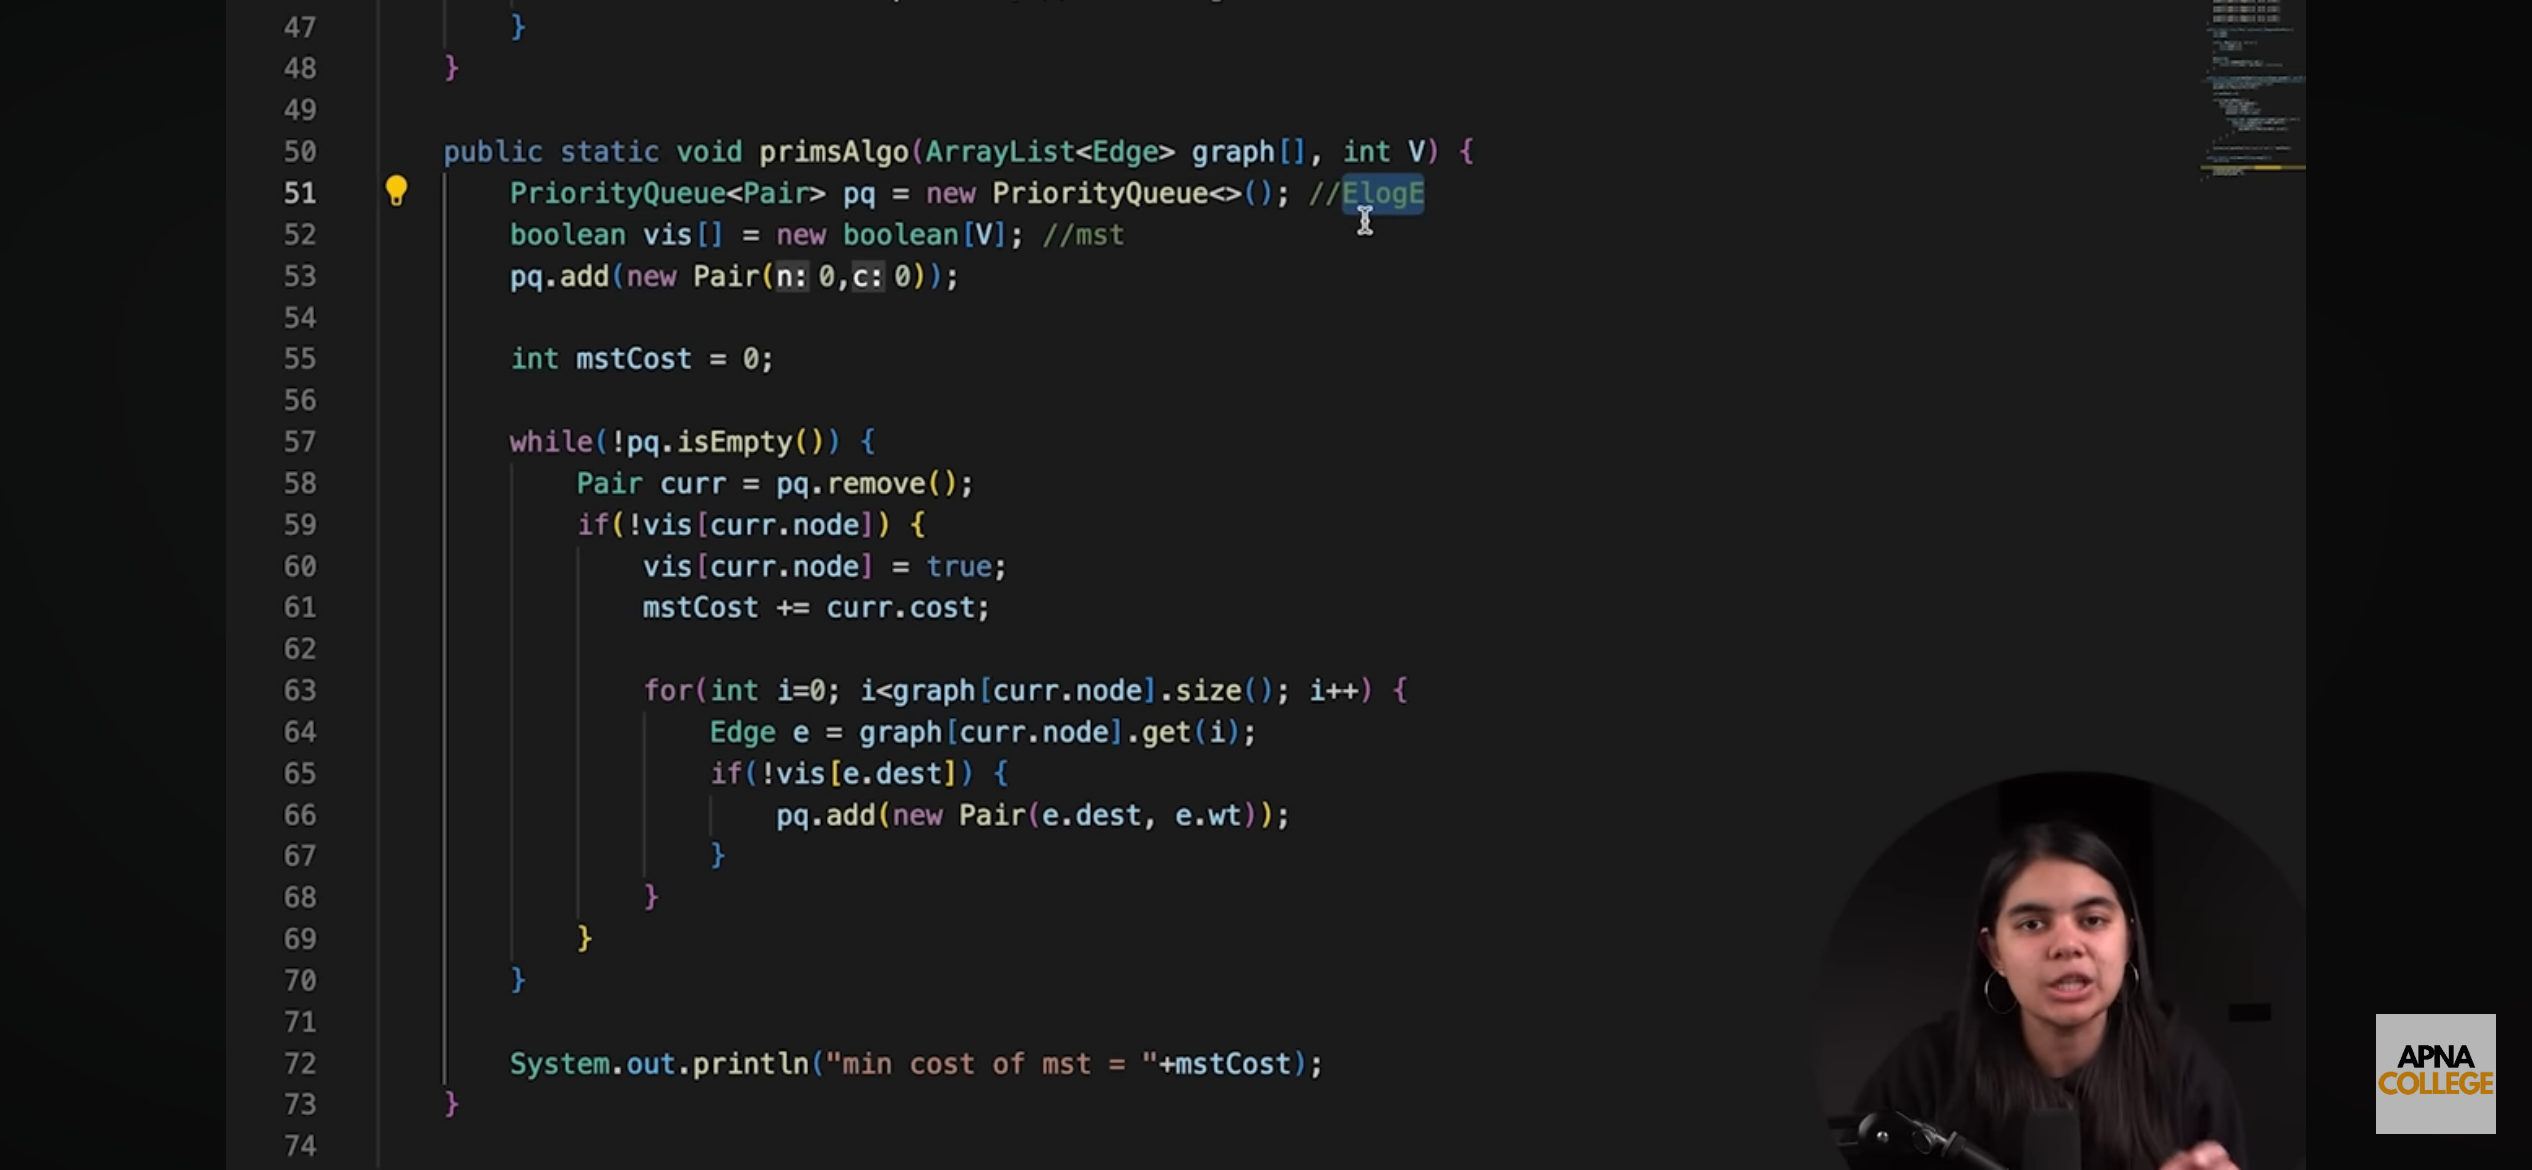 47 }
48 }
49
50 public static void primsAlgo(ArrayList<Edge> graph[], int V) {
51 PriorityQueue<Pair> pq = new PriorityQueue<>(); //ElogE
52 boolean vis[] = new boolean[V]; //mst
53 pq.add(new Pair(n: 0,c: 0));
54
55 int mstCost = 0;
56
57 while(!pq.isEmpty()) {
58 Pair curr = pq.remove();
59 if(!vis[curr.node]) {
60 vis[curr.node] = true;
61 mstCost += curr.cost;
62
63 for(int i=0; i<graph[curr.node].size(); i++) {
64 Edge e = graph[curr.node].get(i);
65 if(!vis[e.dest]) {
66 pq.add(new Pair(e.dest, e.wt));
67 }
68 }
69 }
70 }
71
72 System.out.println("min cost of mst = "+mstCost);
73 }
74
APNA
COLLEGE